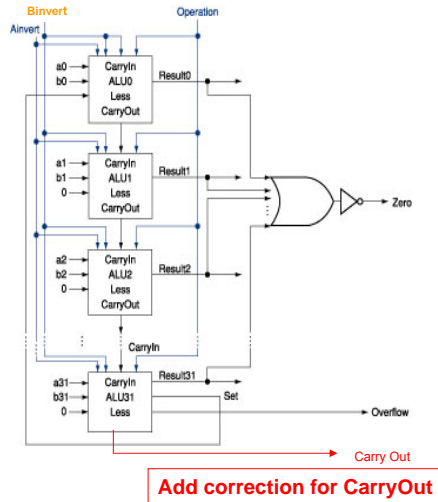 Binvert
Operation
Ainvert
a0
b0
CarryIn
ALU0
Less
CarryOut
Result0
a1
b1
0
CarryIn
ALU1
Less
CarryOut
Result1
Zero
a2
b2
0
CarryIn
ALU2
Less
CarryOut
Result2
CarryIn
a31
b31
0
CarryIn
ALU31
Less
Result31
Set
Overflow
Carry Out
Add correction for CarryOut